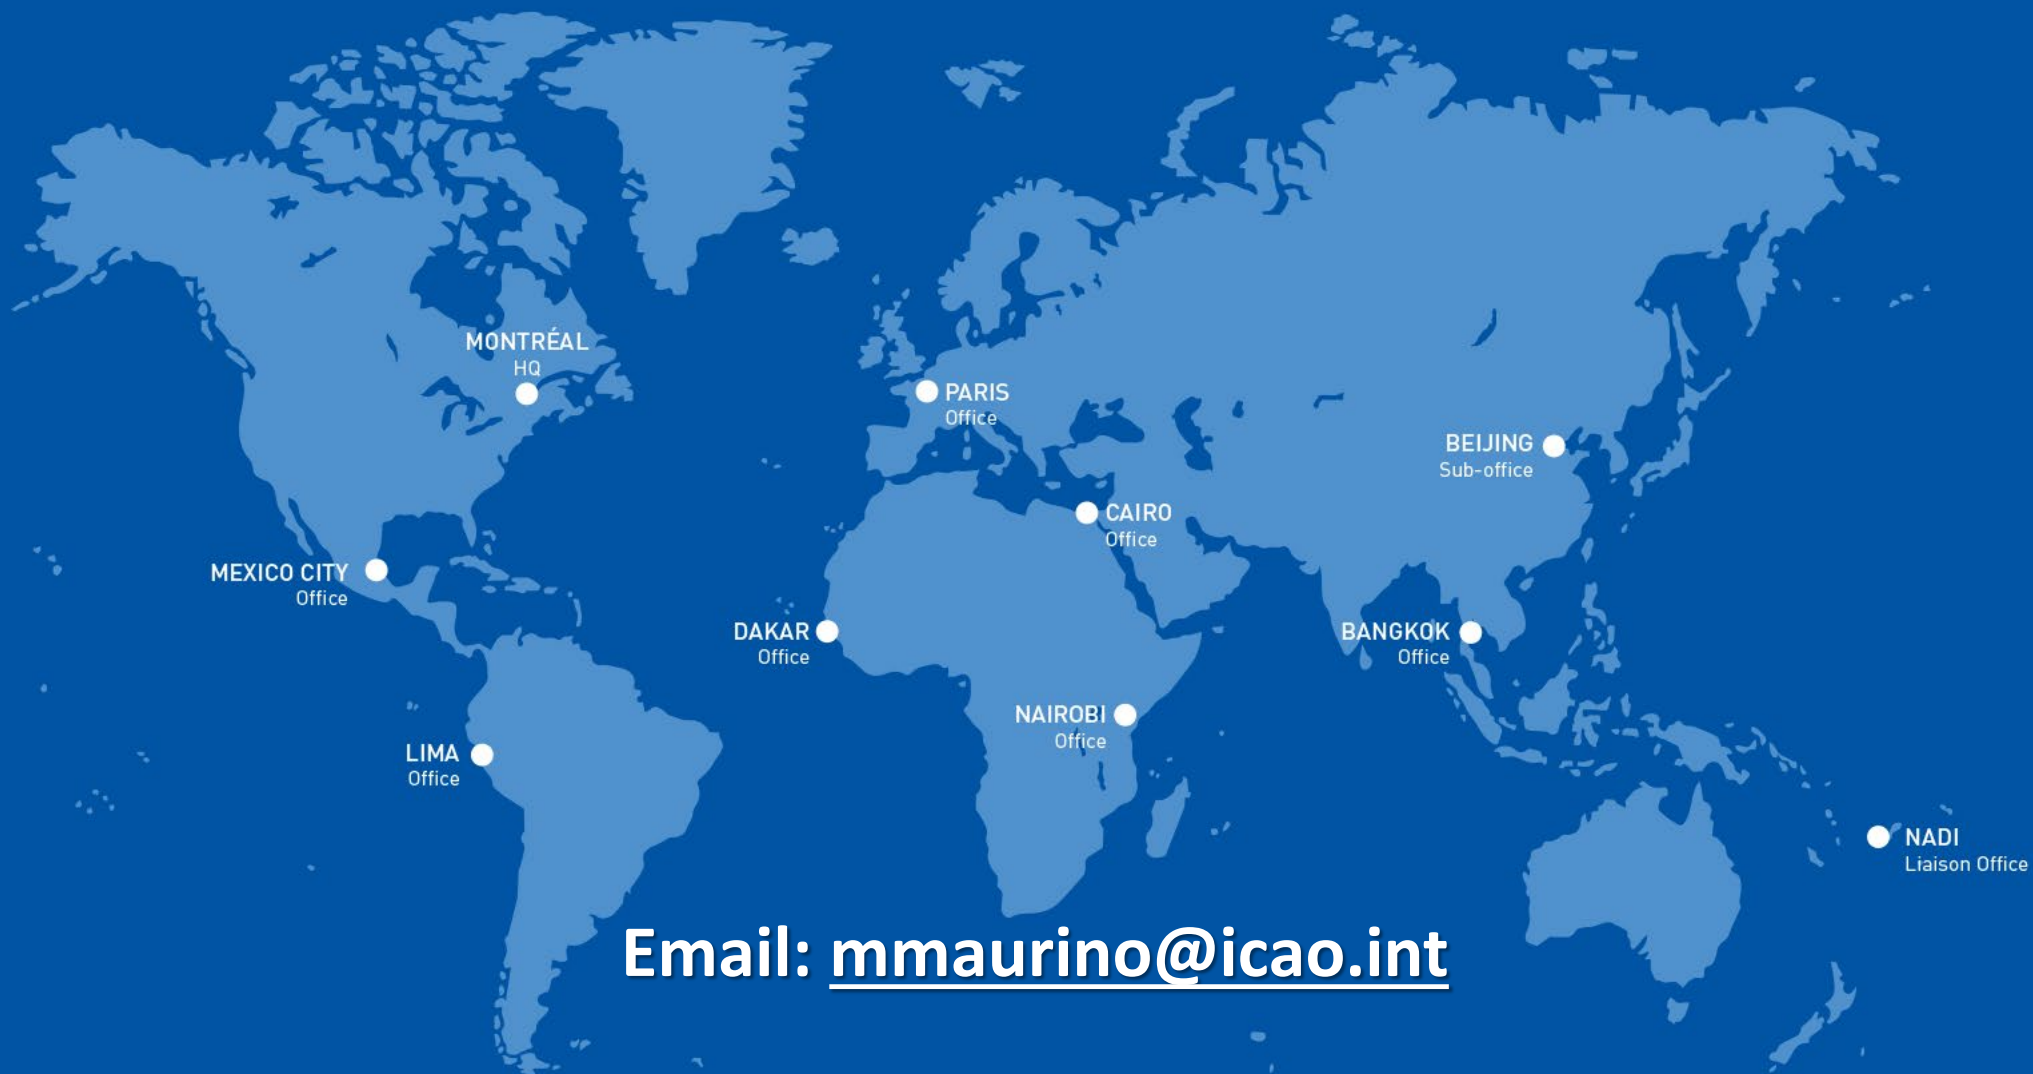 MONTRÉAL
HQ
PARIS
Office
BEIJING
Sub-office
CAIRO
Office
MEXICO CITY
Office
DAKAR
Office
BANGKOK
Office
NAIROBI
Office
LIMA
Office
NADI
Liaison Office
Email: mmaurino@icao.int